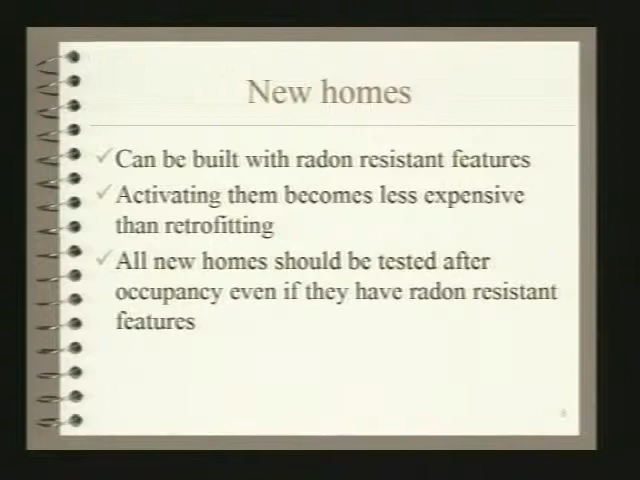 New homes
Can be built with radon resistant features
Activating them becomes less expensive
than retrofitting
All new homes should be tested after
occupancy even if they have radon resistant
features
8